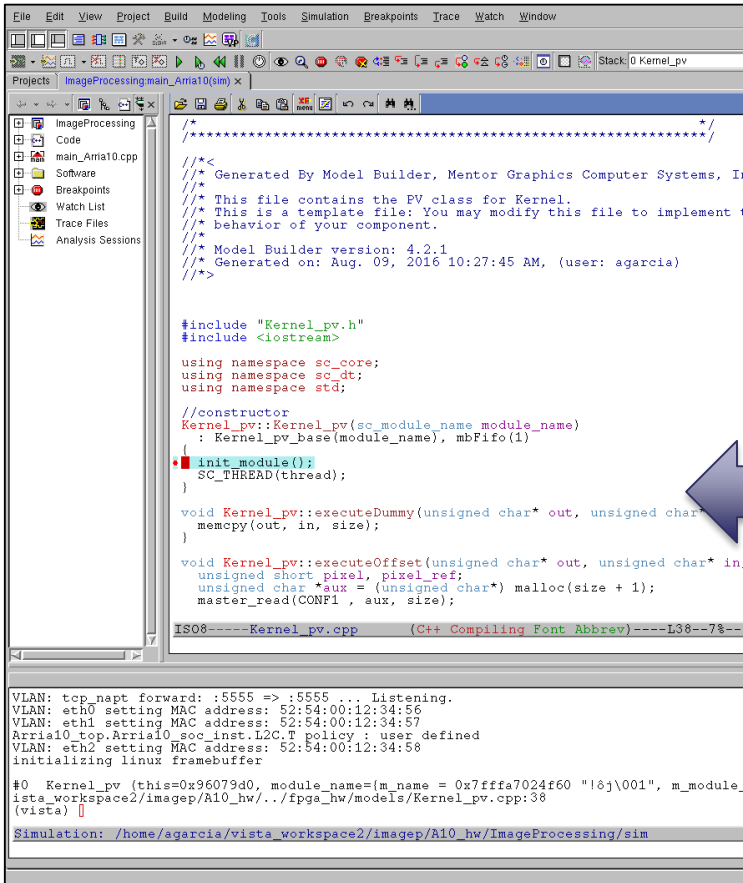 File Edit View Project Build Modeling Tools Simulation Breakpoints Trace Watch Window
Stack: 0 Kernel_pv
Projects ImageProcessing:main_Arria10(sim) ×
ImageProcessing
Code
main_Arria10.cpp
Software
Breakpoints
Watch List
Trace Files
Analysis Sessions
/* */
/***************************************************************/
//*<
//* Generated By Model Builder, Mentor Graphics Computer Systems, In
//*
//* This file contains the PV class for Kernel.
//* This is a template file: You may modify this file to implement t
//* behavior of your component.
//*
//* Model Builder version: 4.2.1
//* Generated on: Aug. 09, 2016 10:27:45 AM, (user: agarcia)
//*>
#include "Kernel_pv.h"
#include <iostream>
using namespace sc_core;
using namespace sc_dt;
using namespace std;
//constructor
Kernel_pv::Kernel_pv(sc_module_name module_name)
: Kernel_pv_base(module_name), mbFifo(1)
{
init_module();
SC_THREAD(thread);
}
void Kernel_pv::executeDummy(unsigned char* out, unsigned char*
memcpy(out, in, size);
}
void Kernel_pv::executeOffset(unsigned char* out, unsigned char* in,
unsigned short pixel, pixel_ref;
unsigned char *aux = (unsigned char*) malloc(size + 1);
master_read(CONF1 , aux, size);
ISO8-----Kernel_pv.cpp (C++ Compiling Font Abbrev)----L38--7%--
VLAN: tcp_napt forward: :5555 => :5555 ... Listening.
VLAN: eth0 setting MAC address: 52:54:00:12:34:56
VLAN: eth1 setting MAC address: 52:54:00:12:34:57
Arria10_top.Arria10_soc_inst.L2C.T policy : user defined
VLAN: eth2 setting MAC address: 52:54:00:12:34:58
initializing linux framebuffer
#0 Kernel_pv (this=0x96079d0, module_name={m_name = 0x7fffa7024f60 "!ôj\001", m_module_
ista_workspace2/imagep/A10_hw/../fpga_hw/models/Kernel_pv.cpp:38
(vista)
Simulation: /home/agarcia/vista_workspace2/imagep/A10_hw/ImageProcessing/sim